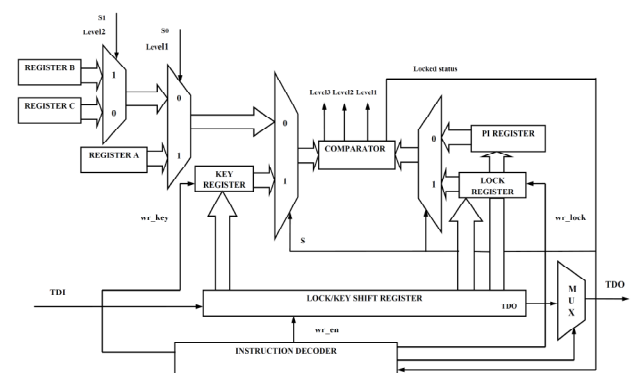 S1
Level2
S0
Level1
REGISTER B
1
0
REGISTER C
0
REGISTER A
1
KEY
REGISTER
wr_key
0
1
S
Level3 Level2 Level1
COMPARATOR
Locked status
0
1
PI REGISTER
LOCK
REGISTER
wr_lock
TDI
LOCK/KEY SHIFT REGISTER
TDO
M
U
X
TDO
wr_en
INSTRUCTION DECODER